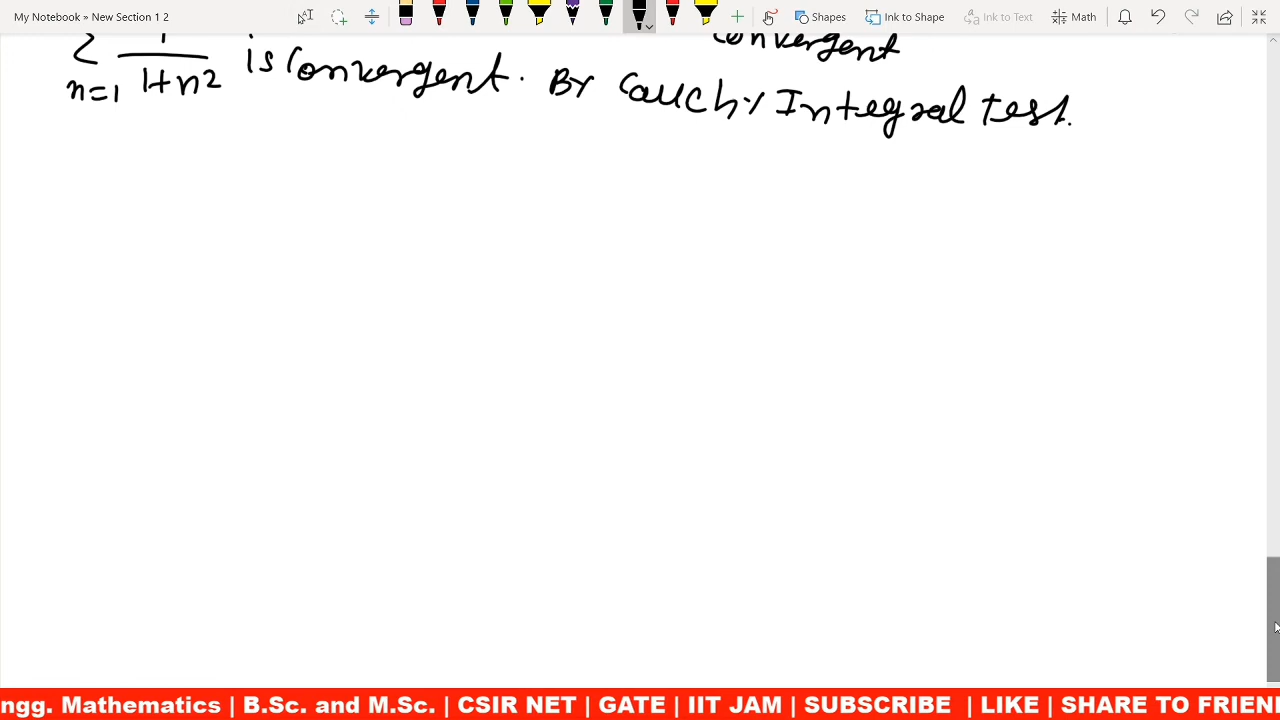 My Notebook » New Section 1 2
Shapes Ink to Shape Ink to Text Math
convergent
∑ 1/1+n² is convergent. By Cauchy Integral test.
n=1
ngg. Mathematics | B.Sc. and M.Sc. | CSIR NET | GATE | IIT JAM | SUBSCRIBE | LIKE | SHARE TO FRIEN